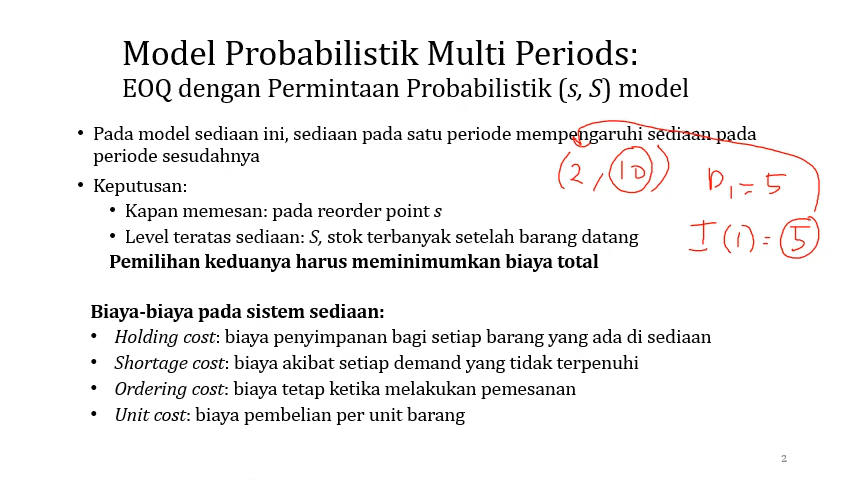 Model Probabilistik Multi Periods:
EOQ dengan Permintaan Probabilistik (s, S) model
• Pada model sediaan ini, sediaan pada satu periode mempengaruhi sediaan pada
periode sesudahnya
(2, 10)
D₁ = 5
• Keputusan:
• Kapan memesan: pada reorder point s
• Level teratas sediaan: S, stok terbanyak setelah barang datang
I(1) = 5
Pemilihan keduanya harus meminimumkan biaya total
Biaya-biaya pada sistem sediaan:
• Holding cost: biaya penyimpanan bagi setiap barang yang ada di sediaan
• Shortage cost: biaya akibat setiap demand yang tidak terpenuhi
• Ordering cost: biaya tetap ketika melakukan pemesanan
• Unit cost: biaya pembelian per unit barang
2